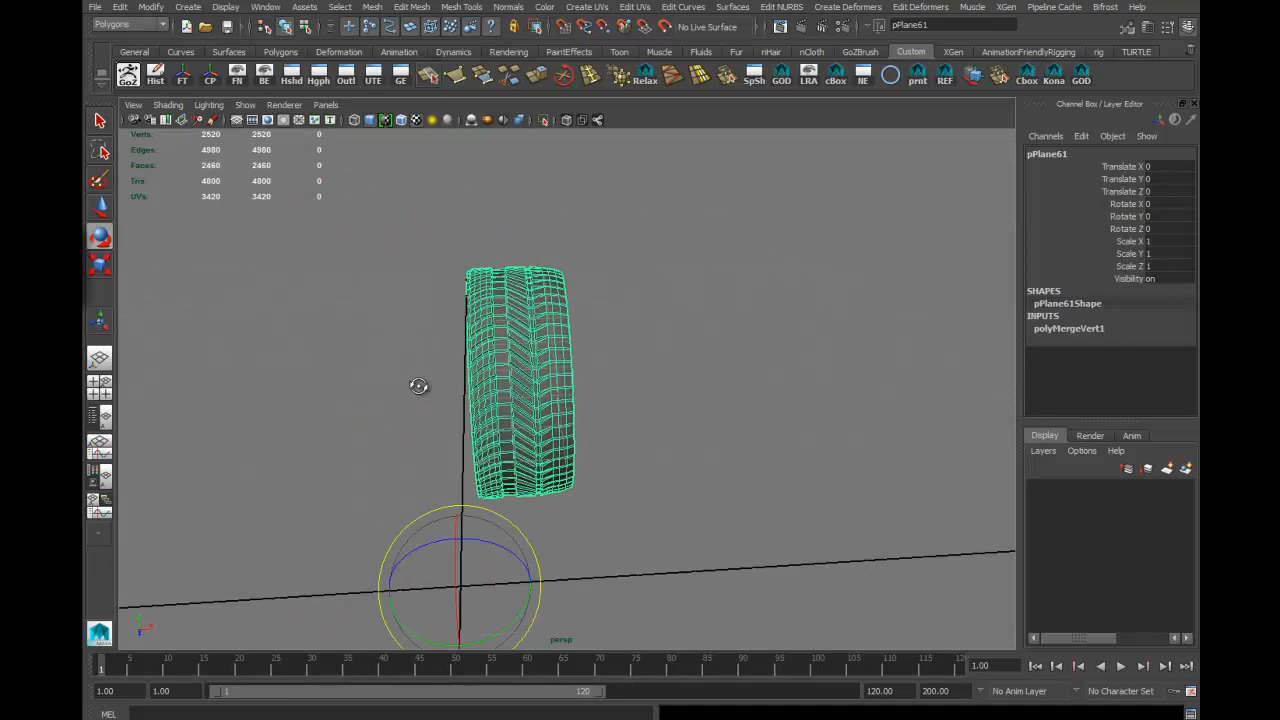 File Edit Modify Create Display Window Assets Select Mesh Edit Mesh Mesh Tools Normals Color Create UVs Edit UVs Edit Curves Surfaces Edit NURBS Create Deformers Edit Deformers Muscle XGen Pipeline Cache Bifrost Help
Polygons No Live Surface pPlane61
General Curves Surfaces Polygons Deformation Animation Dynamics Rendering PaintEffects Toon Muscle Fluids Fur nHair nCloth GoZBrush Custom XGen AnimationFriendlyRigging rig TURTLE
GoZ Hist FT CP FN BE Hshd Hgph Outl UTE GE Relax SpSh GOD LRA cBox NE prnt REF Cbox Kona GOD
View Shading Lighting Show Renderer Panels
Channel Box / Layer Editor
Channels Edit Object Show
Verts: 2520 2520 0
Edges: 4980 4980 0
Faces: 2460 2460 0
Tris: 4800 4800 0
UVs: 3420 3420 0
pPlane61
Translate X 0
Translate Y 0
Translate Z 0
Rotate X 0
Rotate Y 0
Rotate Z 0
Scale X 1
Scale Y 1
Scale Z 1
Visibility on
SHAPES
pPlane61Shape
INPUTS
polyMergeVert1
Display Render Anim
Layers Options Help
persp
MAYA
1 5 10 15 20 25 30 35 40 45 50 55 60 65 70 75 80 85 90 95 100 105 110 115 12 1.00
1.00 1.00 1 120 120.00 200.00 No Anim Layer No Character Set
MEL